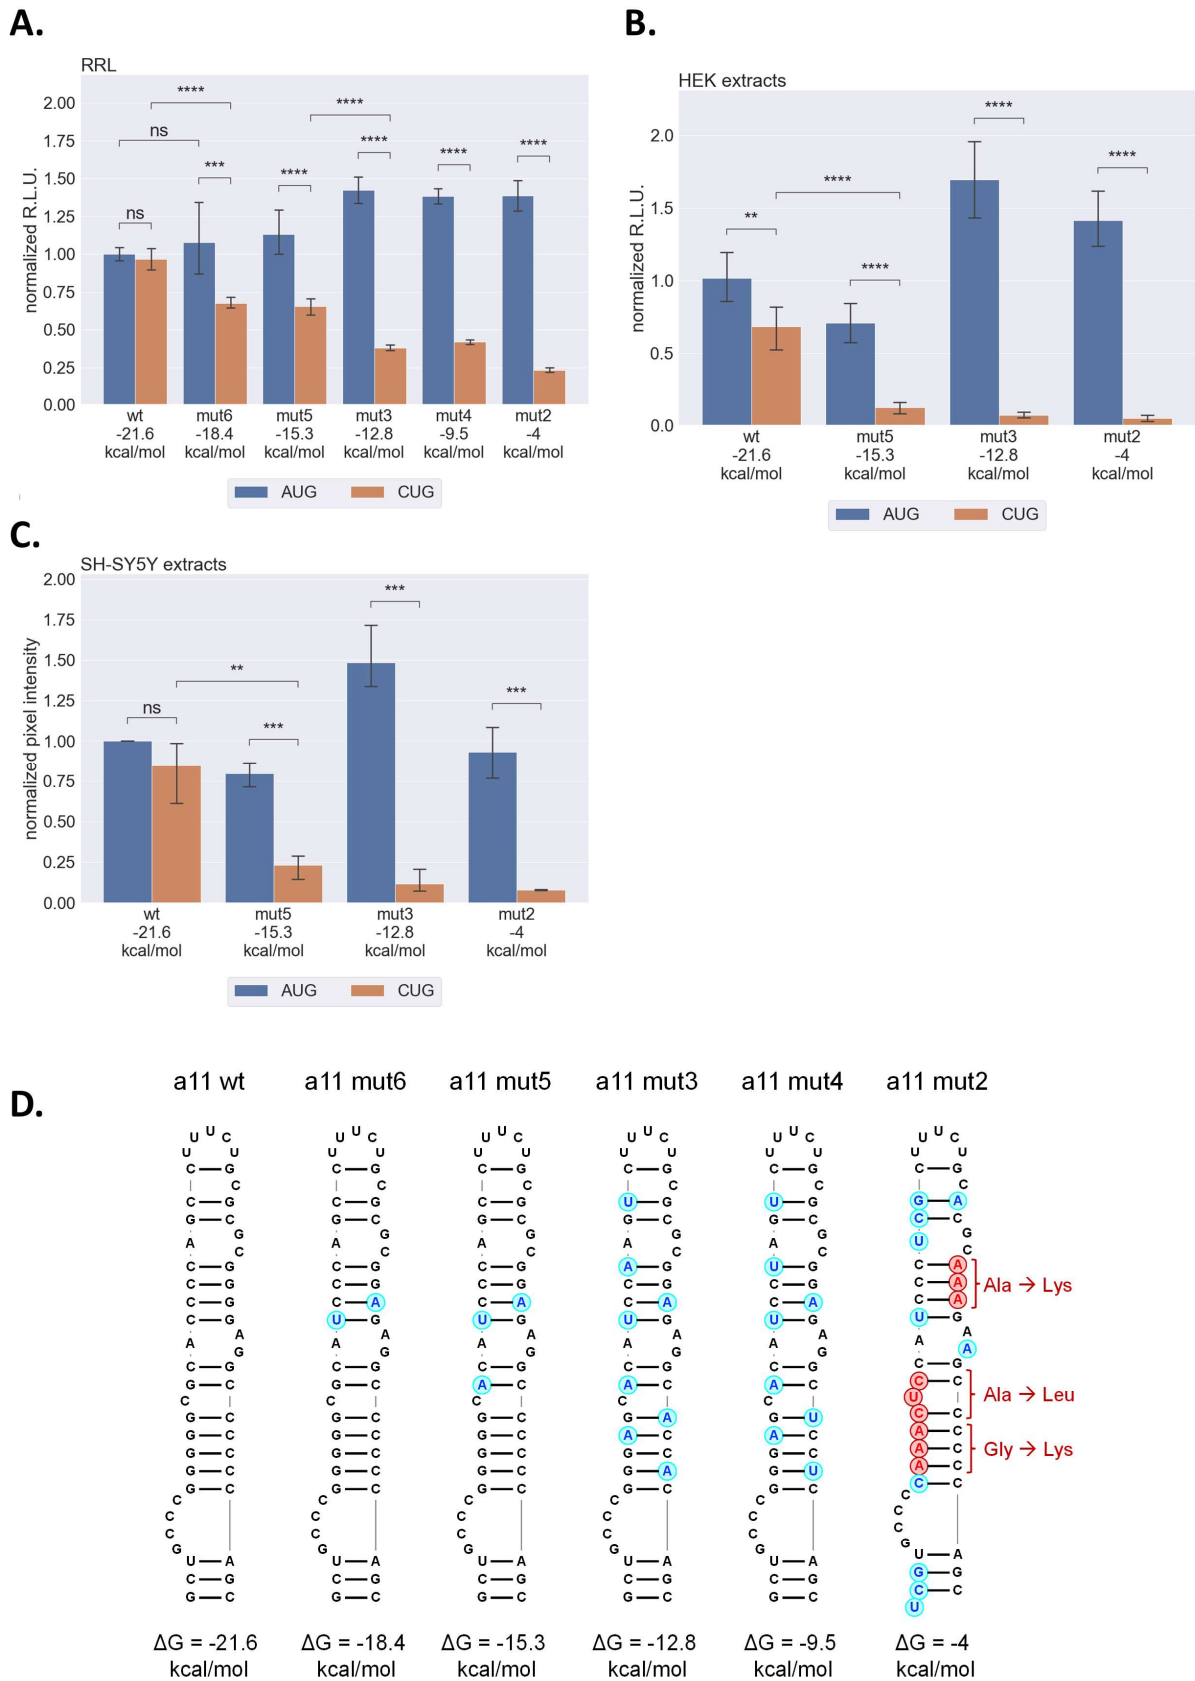 A.
RRL
normalized R.L.U.
2.00
1.75
1.50
1.25
1.00
0.75
0.50
0.25
0.00
ns
ns
****
***
****
****
****
****
****
wt mut6 mut5 mut3 mut4 mut2
-21.6 -18.4 -15.3 -12.8 -9.5 -4
kcal/mol kcal/mol kcal/mol kcal/mol kcal/mol kcal/mol
AUG CUG
B.
HEK extracts
normalized R.L.U.
2.0
1.5
1.0
0.5
0.0
**
****
****
****
****
wt mut5 mut3 mut2
-21.6 -15.3 -12.8 -4
kcal/mol kcal/mol kcal/mol kcal/mol
AUG CUG
C.
SH-SY5Y extracts
normalized pixel intensity
2.00
1.75
1.50
1.25
1.00
0.75
0.50
0.25
0.00
ns
**
***
***
***
wt mut5 mut3 mut2
-21.6 -15.3 -12.8 -4
kcal/mol kcal/mol kcal/mol kcal/mol
AUG CUG
D.
a11 wt a11 mut6 a11 mut5 a11 mut3 a11 mut4 a11 mut2
U U C U U C U U C U U C U U C U U C
U U U U U U U U U U U U
C G C G C G C G C G C G
C C C C C C
C G C G C G U G U G G A
G C G C G C G C G C C C
G G G G G G
A A A A A U
C C C C C C
C G C G C G A G U G C A
C G C G C G C G C G C A Ala → Lys
C G C A C A C A C A C A
C G U G U G U G U G U G
A A A A A A A A A A A A
G G G G G A
C G C G C G C G C G C G
G C G C A C A C A C C C
C C C C C U Ala → Leu
G C G C G C G A G U C C
G C G C G C A C A C A C
G C G C G C G C G C A C Gly → Lys
G C G C G C G A G U A C
G C G C G C G C G C C C
C C C C C C
C C C C C C
C C C C C C
G G G G G G
U A U A U A U A U A U A
C G C G C G C G C G G G
G C G C G C G C G C C C
U
ΔG = -21.6 ΔG = -18.4 ΔG = -15.3 ΔG = -12.8 ΔG = -9.5 ΔG = -4
kcal/mol kcal/mol kcal/mol kcal/mol kcal/mol kcal/mol